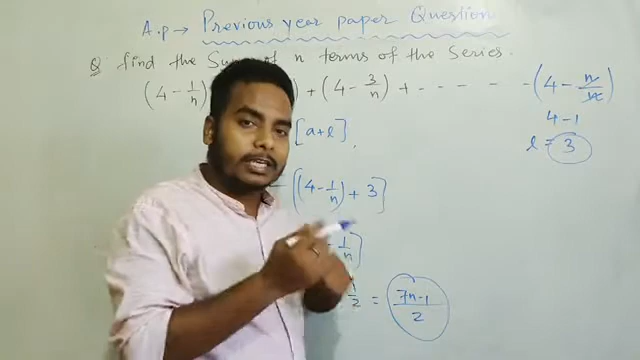 A.p → Previous year paper Question
Q find the Sum of n terms of the Series.
(4 - 1/n) ) + (4 - 3/n) + - - - - - (4 - n/n)
4 - 1
[a+l].
l = 3
((4 - 1/n) + 3]
- 1/n]
/2 = (7n-1)/2